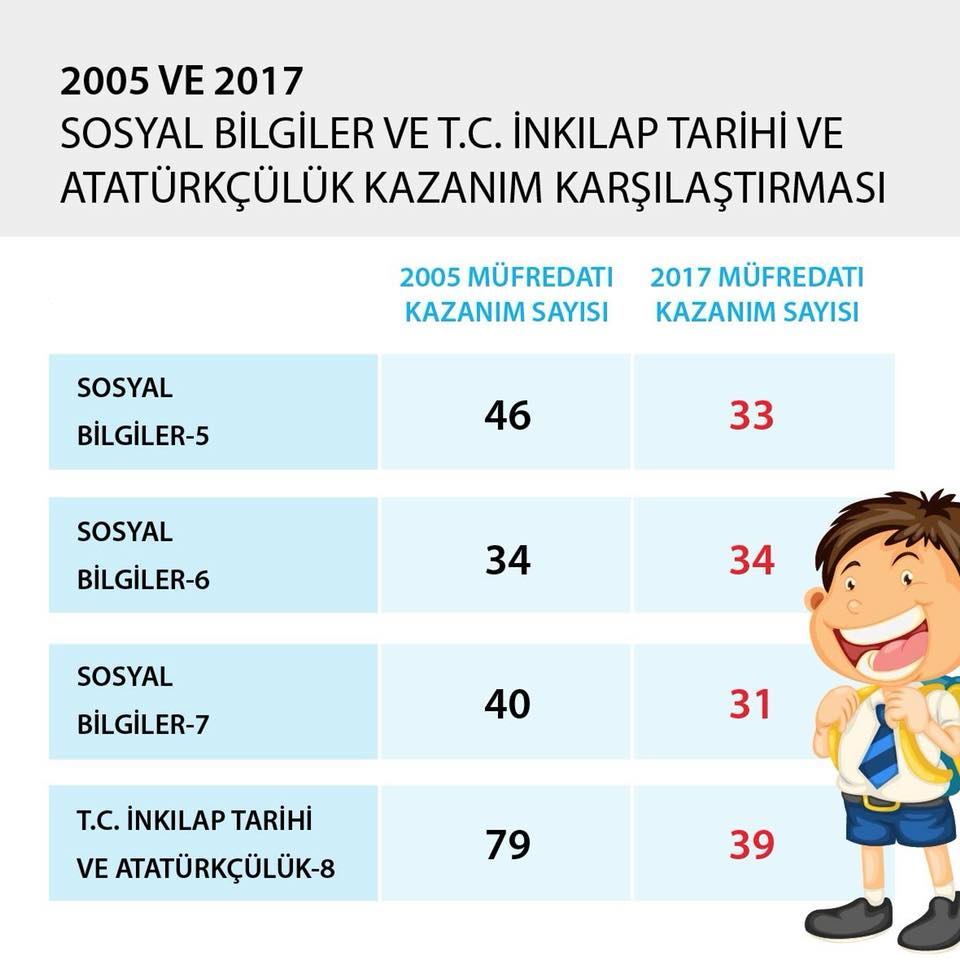 2005 VE 2017
SOSYAL BİLGİLER VE T.C. İNKILAP TARİHİ VE
ATATÜRKÇÜLÜK KAZANIM KARŞILAŞTIRMASI
2005 MÜFREDATI 2017 MÜFREDATI
KAZANIM SAYISI KAZANIM SAYISI
SOSYAL
BİLGİLER-5
46 33
SOSYAL
BİLGİLER-6
34 34
SOSYAL
BİLGİLER-7
40 31
T.C. İNKILAP TARİHİ
VE ATATÜRKÇÜLÜK-8
79 39